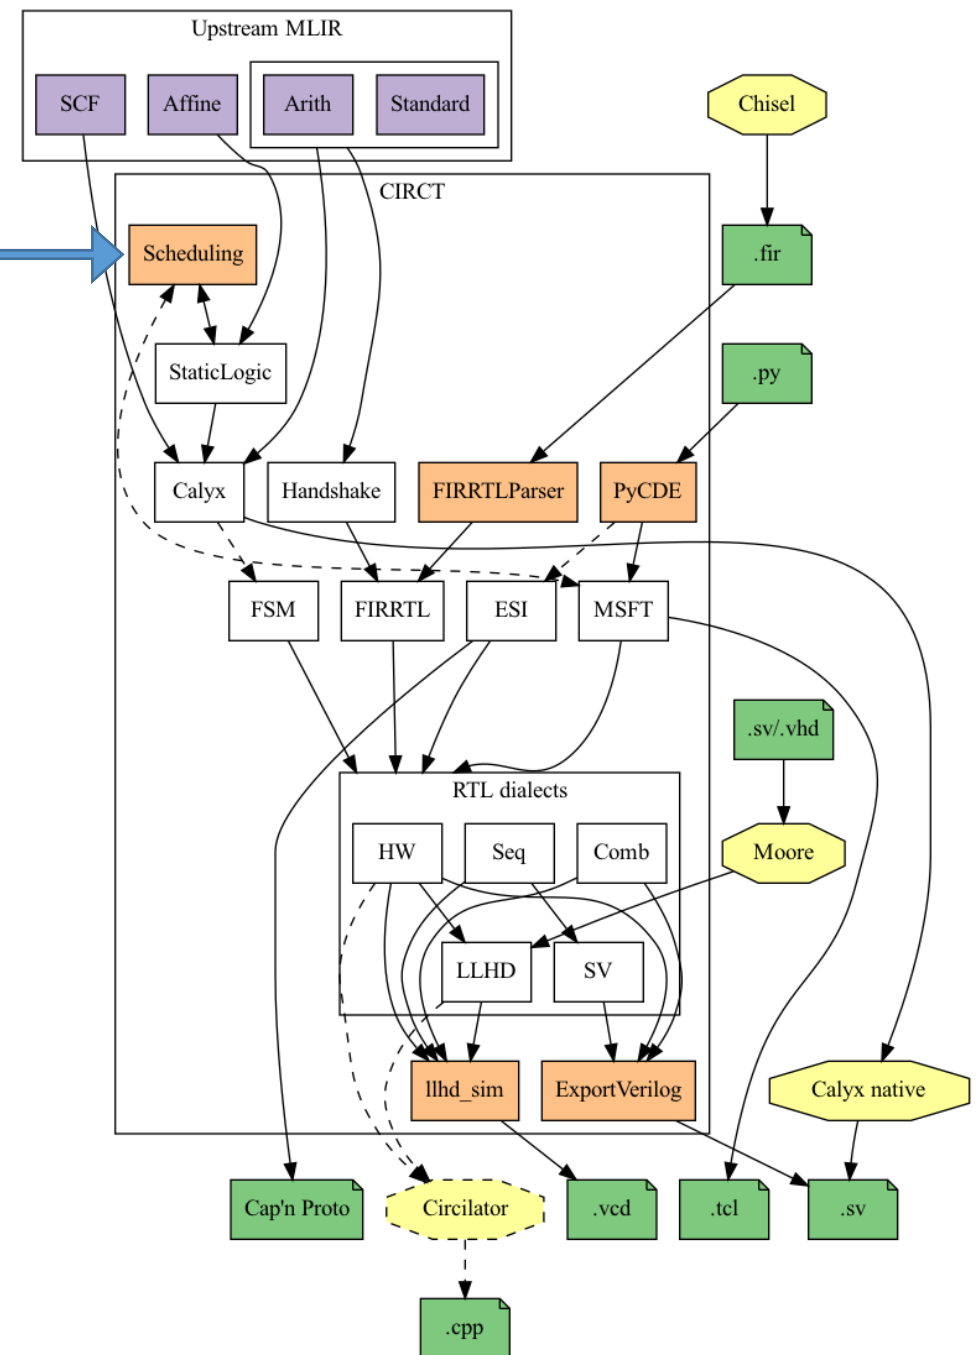 Upstream MLIR
SCF
Affine
Arith
Standard
Chisel
CIRCT
Scheduling
.fir
StaticLogic
.py
Calyx
Handshake
FIRRTLParser
PyCDE
FSM
FIRRTL
ESI
MSFT
.sv/.vhd
RTL dialects
HW
Seq
Comb
Moore
LLHD
SV
llhd_sim
ExportVerilog
Calyx native
Cap'n Proto
Circilator
.vcd
.tcl
.sv
.cpp